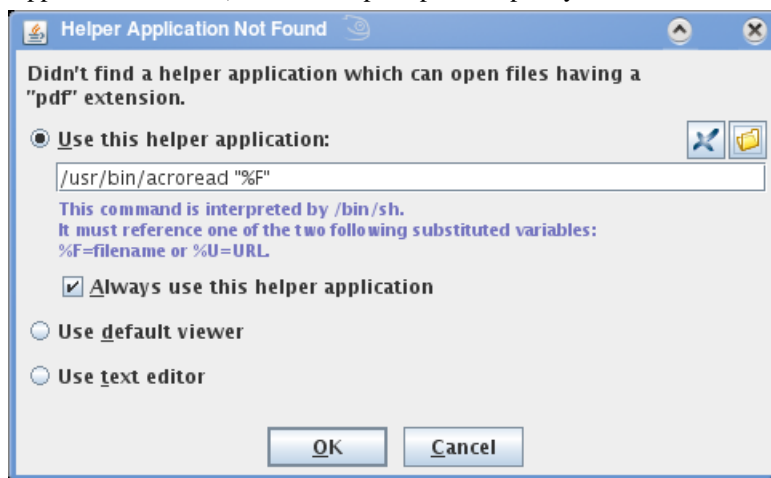 Helper Application Not Found
Didn't find a helper application which can open files having a
"pdf" extension.
Use this helper application:
/usr/bin/acroread "%F"
This command is interpreted by /bin/sh.
It must reference one of the two following substituted variables:
%F=filename or %U=URL.
Always use this helper application
Use default viewer
Use text editor
OK Cancel